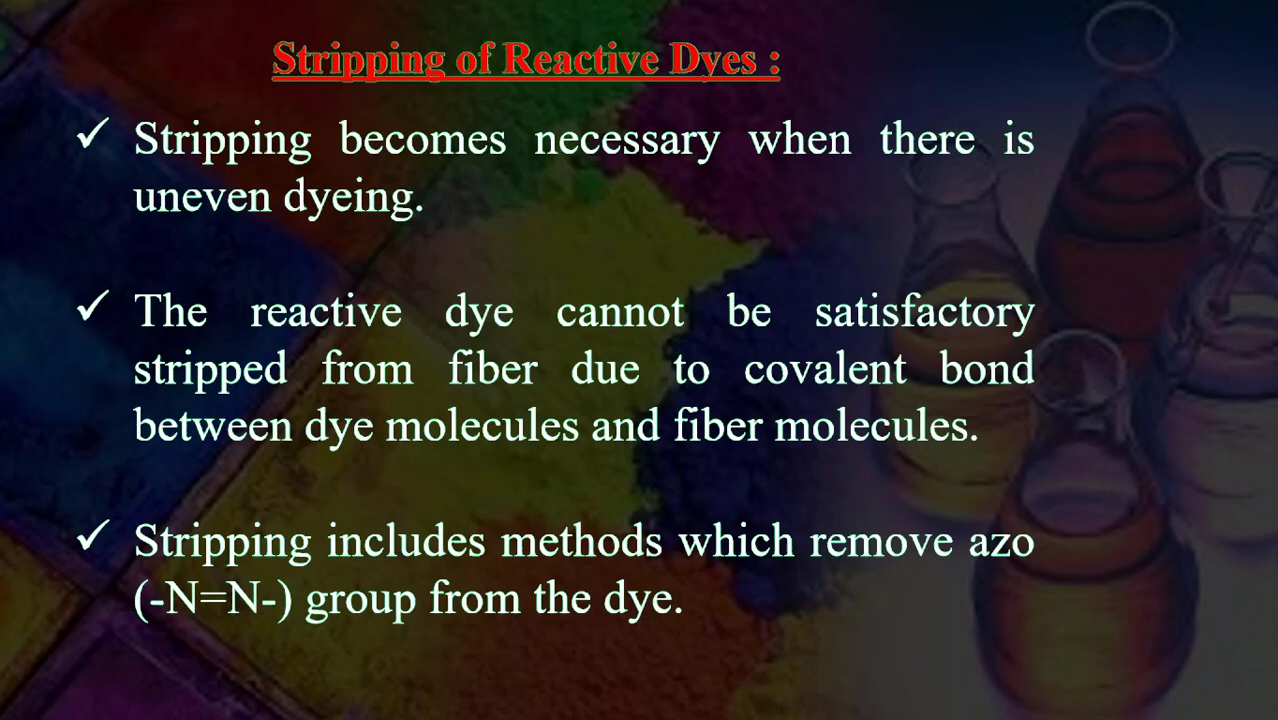 Stripping of Reactive Dyes :
✓ Stripping becomes necessary when there is
uneven dyeing.
✓ The reactive dye cannot be satisfactory
stripped from fiber due to covalent bond
between dye molecules and fiber molecules.
✓ Stripping includes methods which remove azo
(-N=N-) group from the dye.